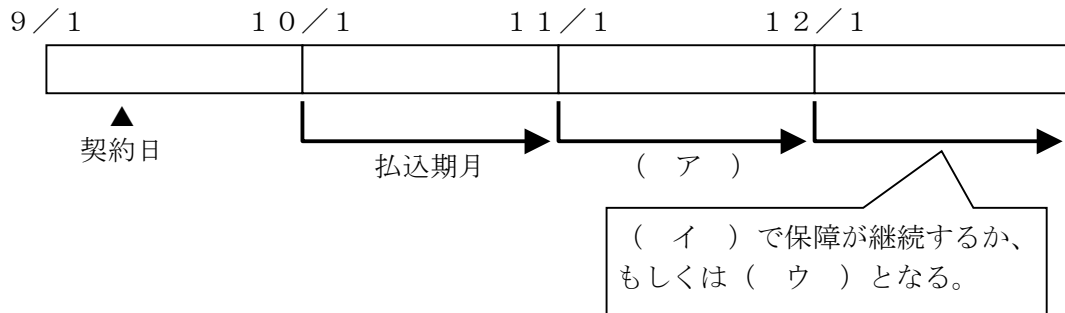 ９／１　１０／１　１１／１　１２／１
契約日
払込期月　（　ア　）
（　イ　）で保障が継続するか、
もしくは（　ウ　）となる。